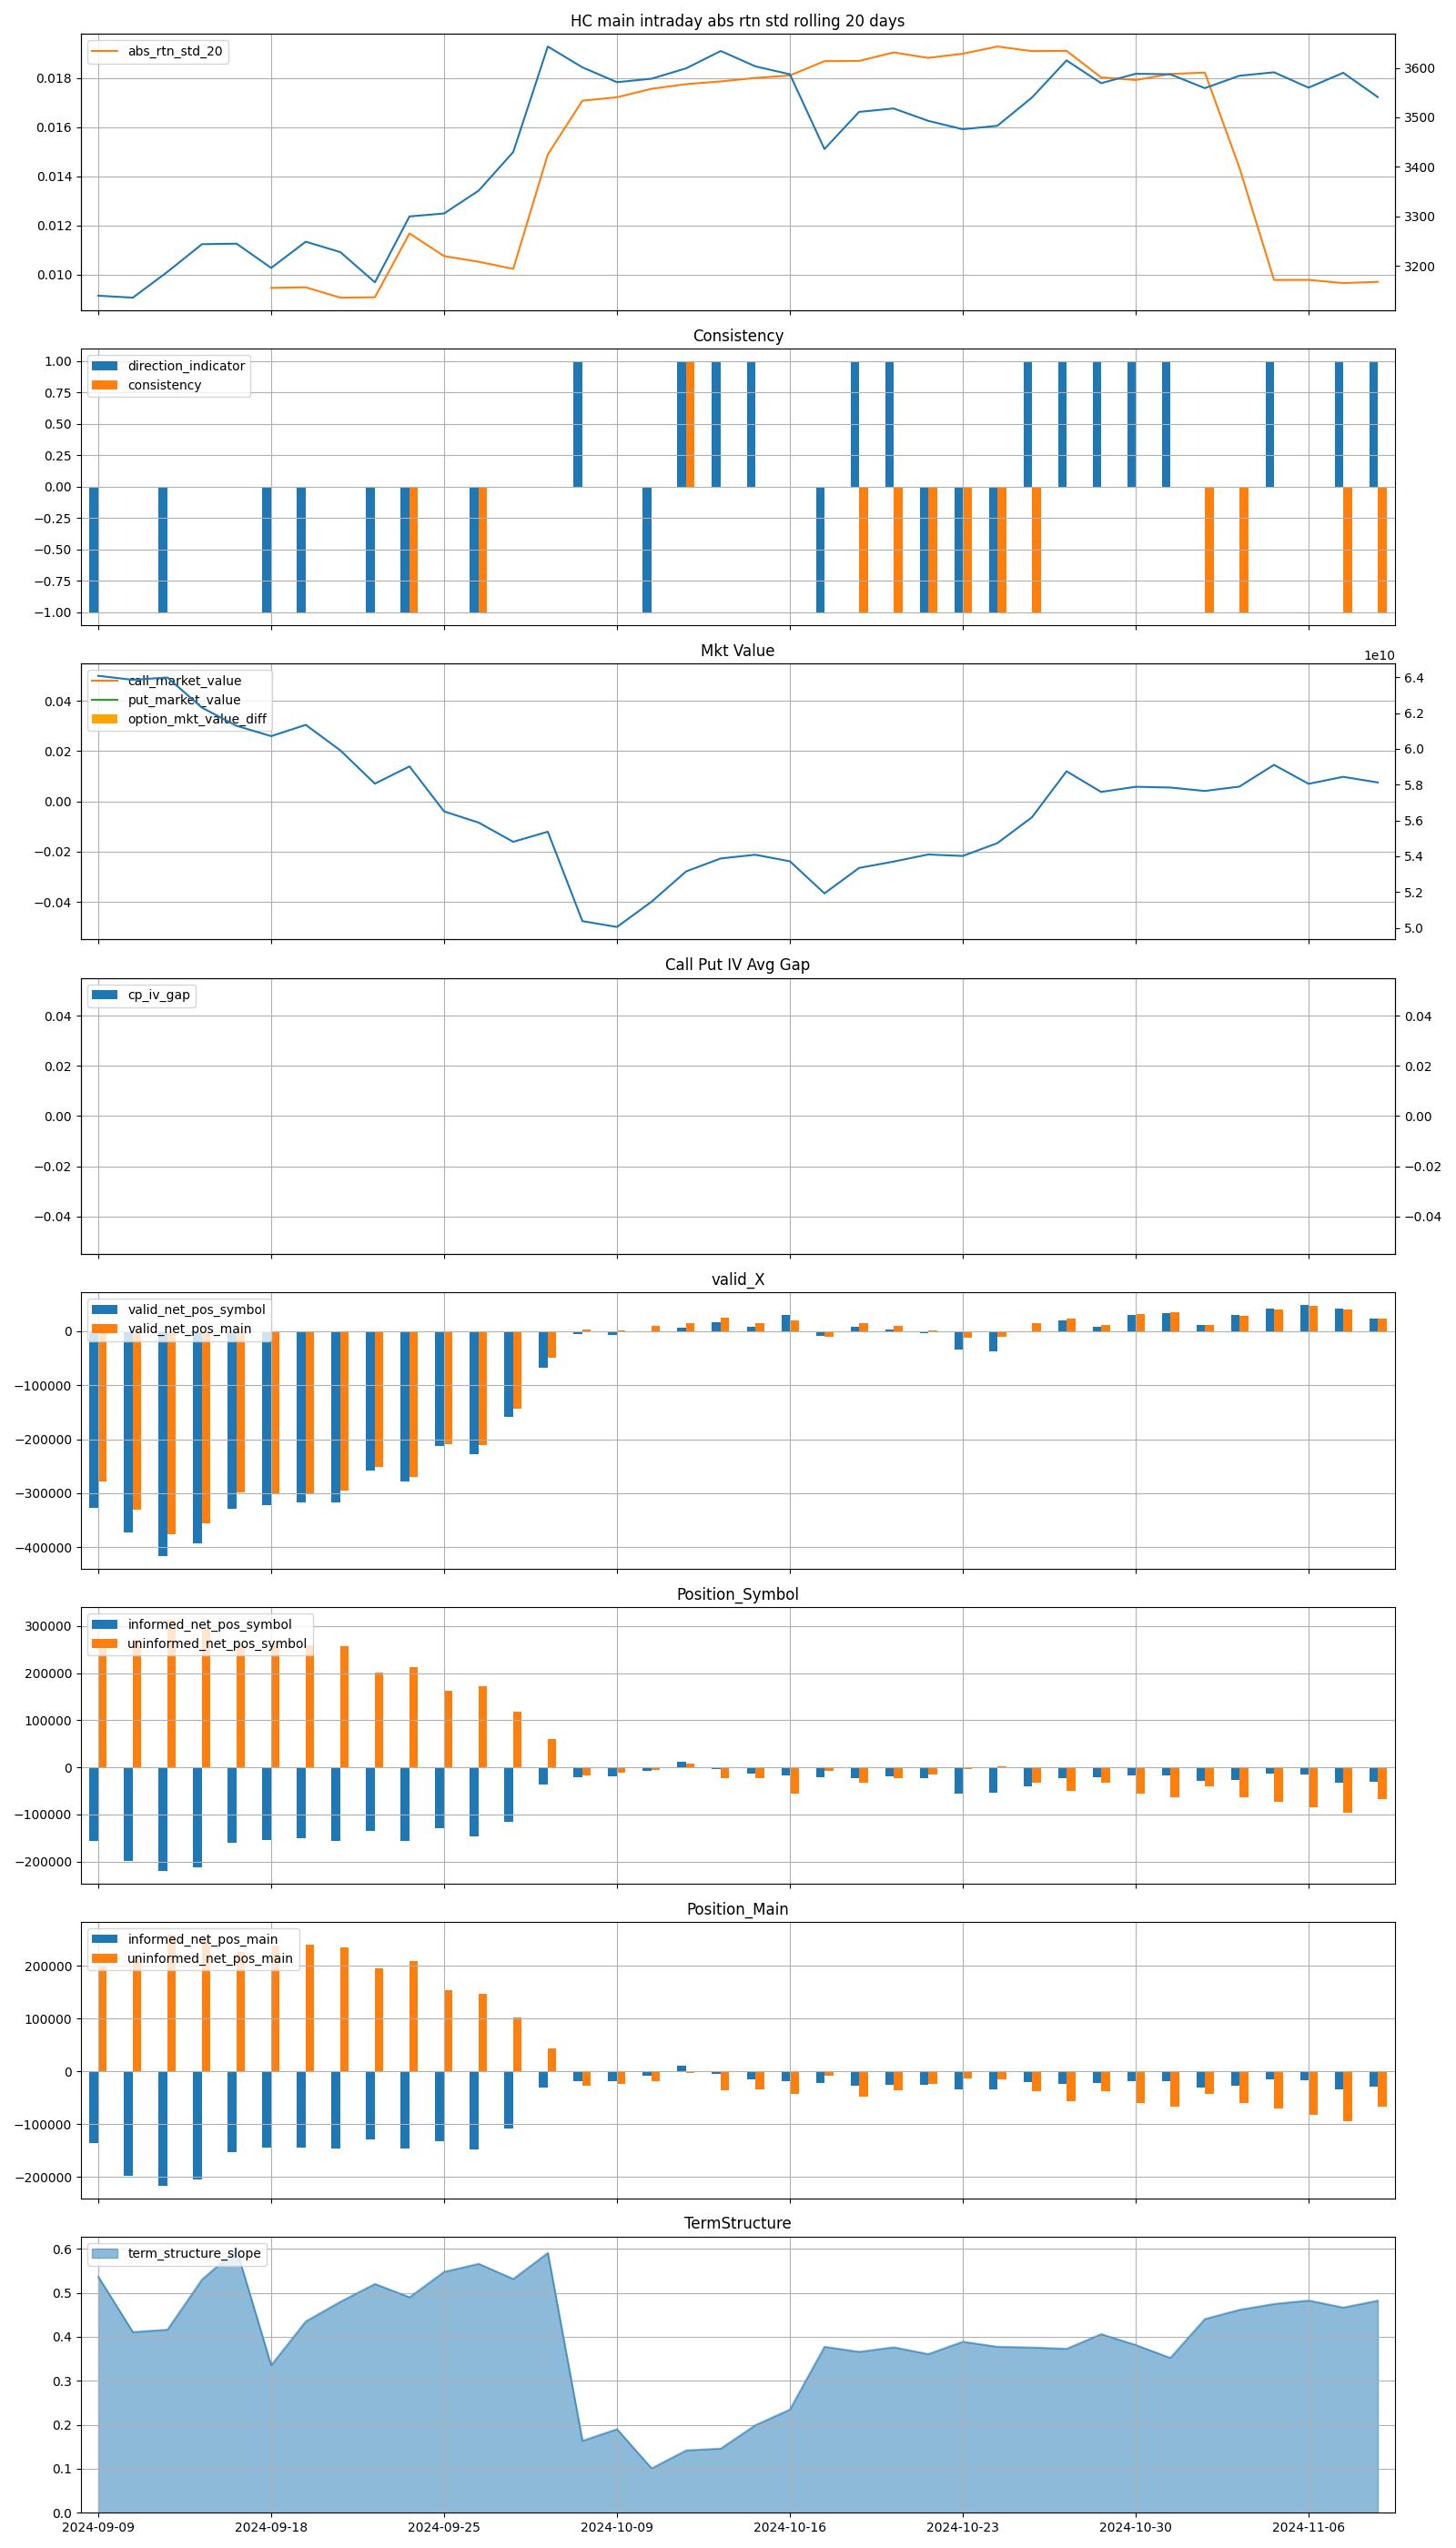 HC main intraday abs rtn std rolling 20 days
abs_rtn_std_20
0.018
0.016
0.014
0.012
0.010
3600
3500
3400
3300
3200
Consistency
direction_indicator
consistency
1.00
0.75
0.50
0.25
0.00
−0.25
−0.50
−0.75
−1.00
Mkt Value
1e10
call_market_value
put_market_value
option_mkt_value_diff
0.04
0.02
0.00
−0.02
−0.04
6.4
6.2
6.0
5.8
5.6
5.4
5.2
5.0
Call Put IV Avg Gap
cp_iv_gap
0.04
0.02
0.00
−0.02
−0.04
0.04
0.02
0.00
−0.02
−0.04
valid_X
valid_net_pos_symbol
valid_net_pos_main
0
−100000
−200000
−300000
−400000
Position_Symbol
informed_net_pos_symbol
uninformed_net_pos_symbol
300000
200000
100000
0
−100000
−200000
Position_Main
informed_net_pos_main
uninformed_net_pos_main
200000
100000
0
−100000
−200000
TermStructure
term_structure_slope
0.6
0.5
0.4
0.3
0.2
0.1
0.0
2024-09-09 2024-09-18 2024-09-25 2024-10-09 2024-10-16 2024-10-23 2024-10-30 2024-11-06